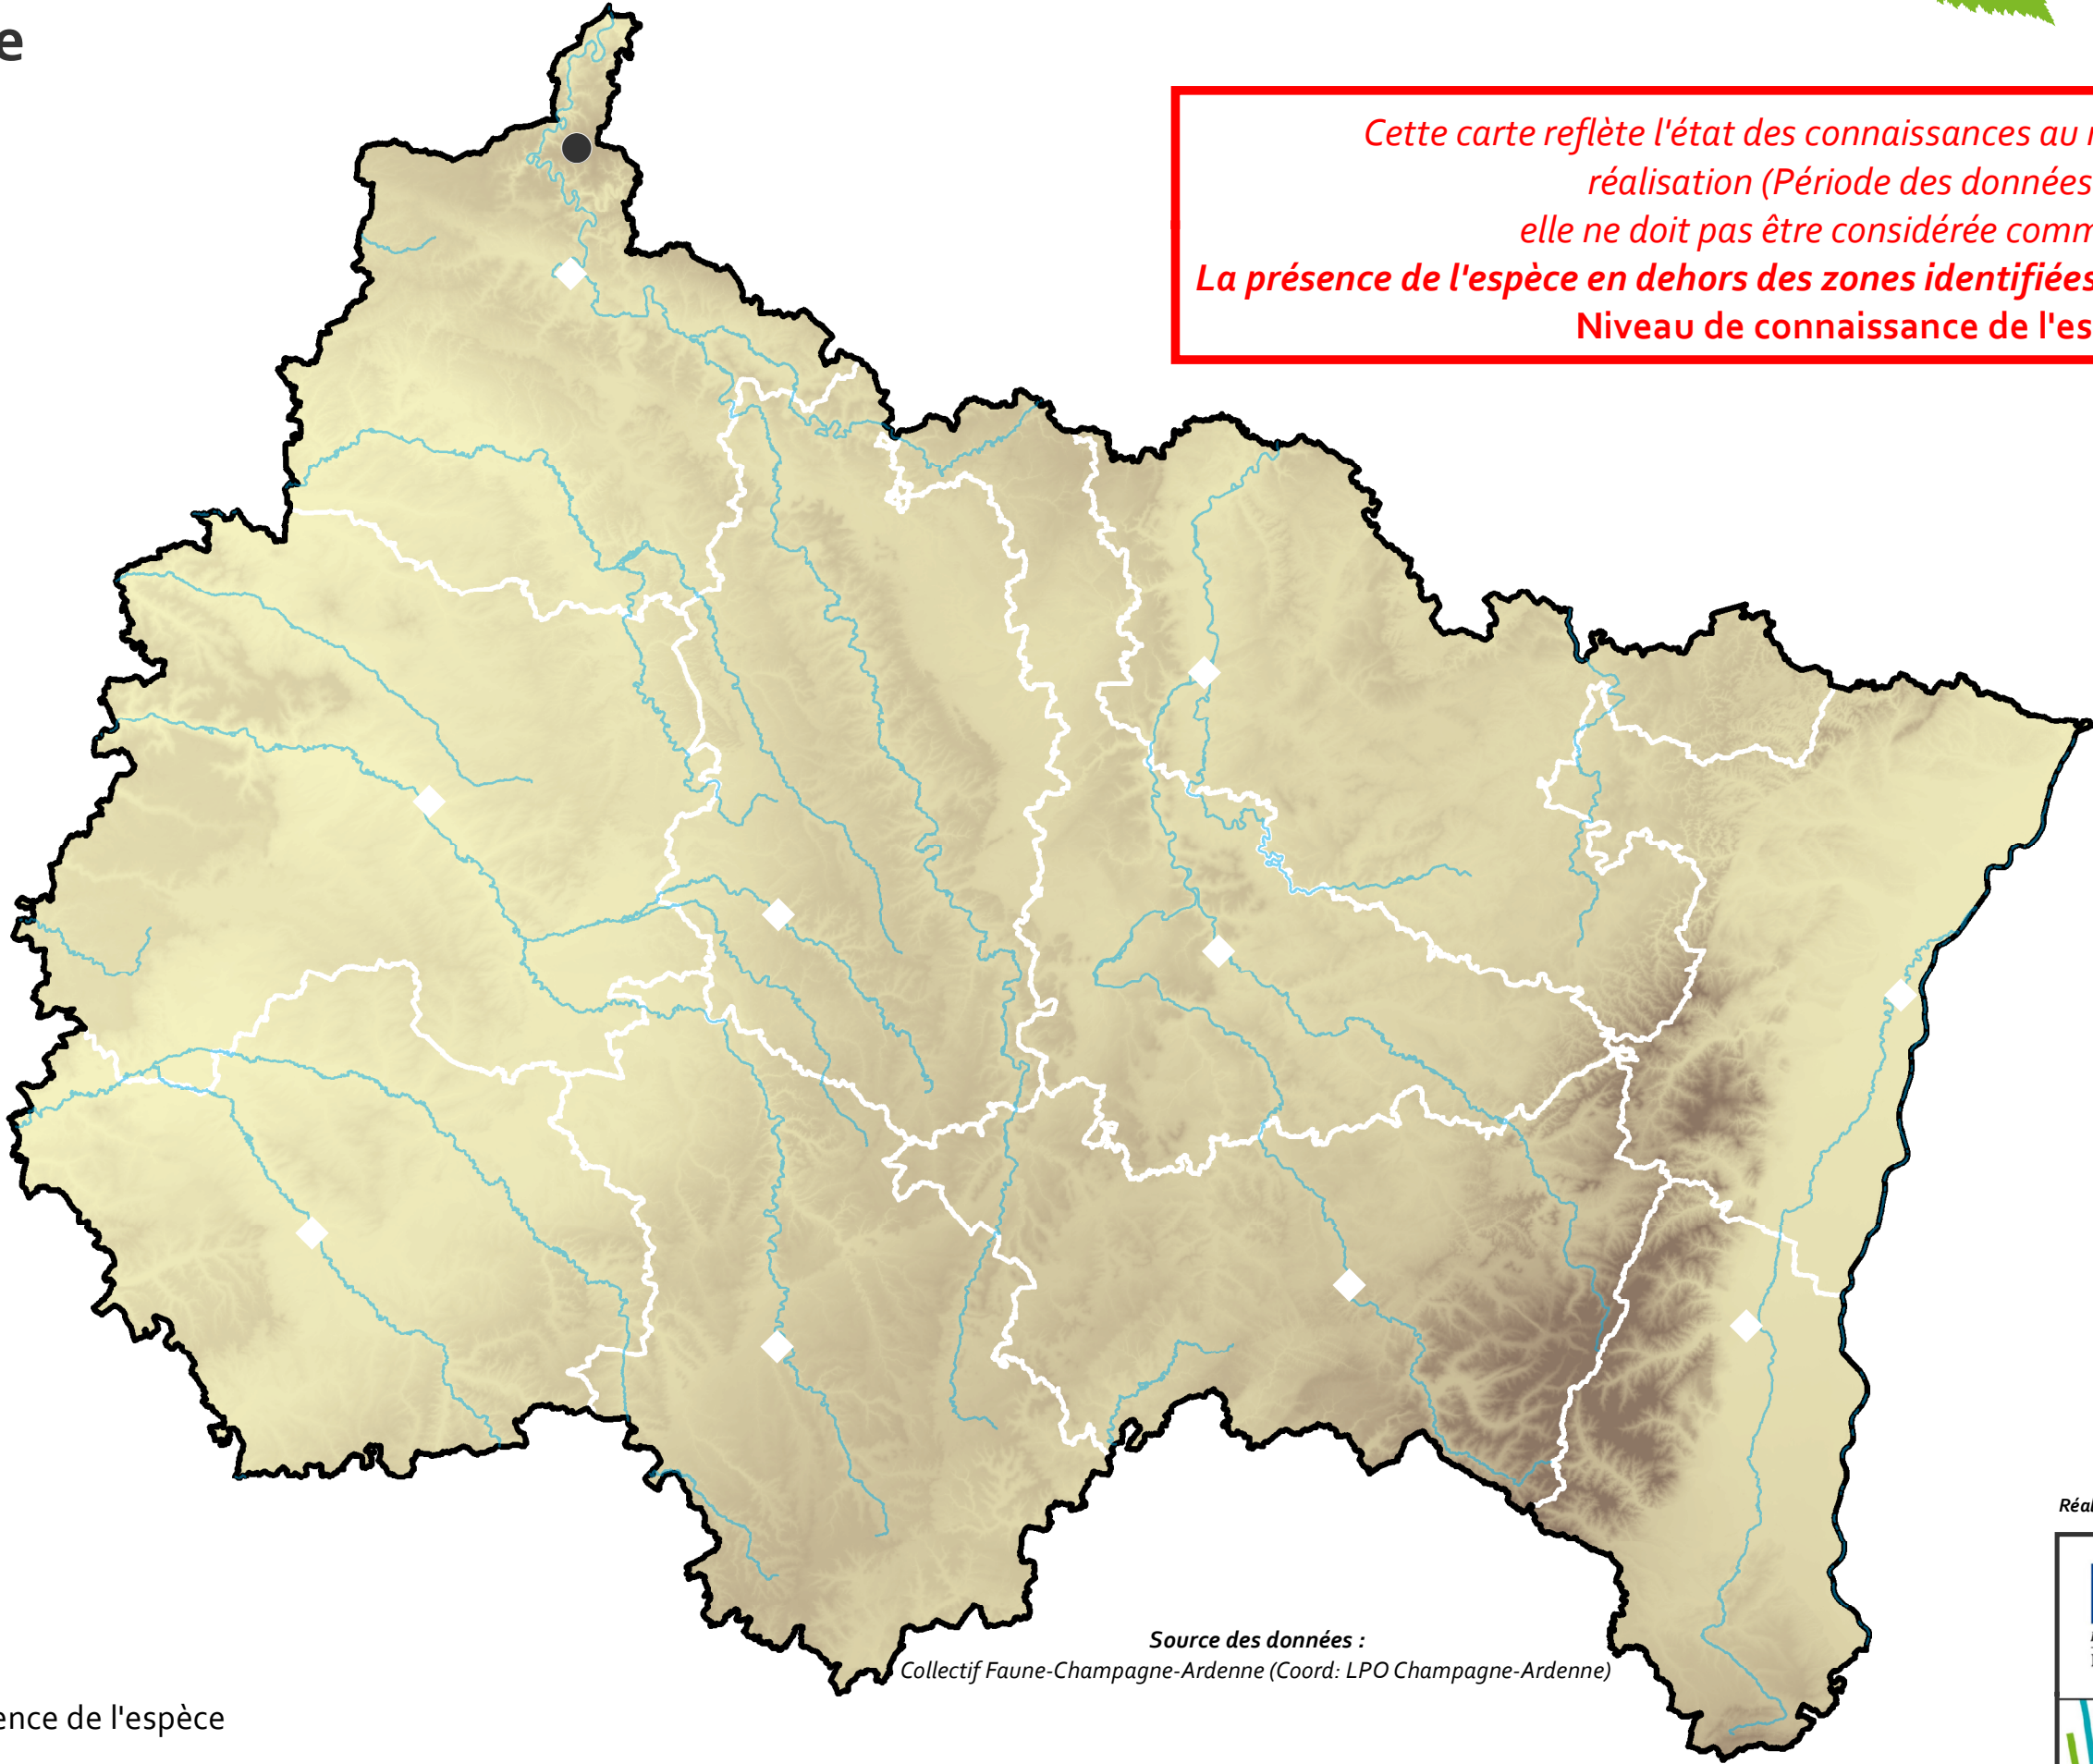 e
Cette carte reflète l'état des connaissances au
réalisation (Période des données
elle ne doit pas être considérée comm
La présence de l'espèce en dehors des zones identifiées
Niveau de connaissance de l'es
Réal
Source des données :
Collectif Faune-Champagne-Ardenne (Coord: LPO Champagne-Ardenne)
ence de l'espèce